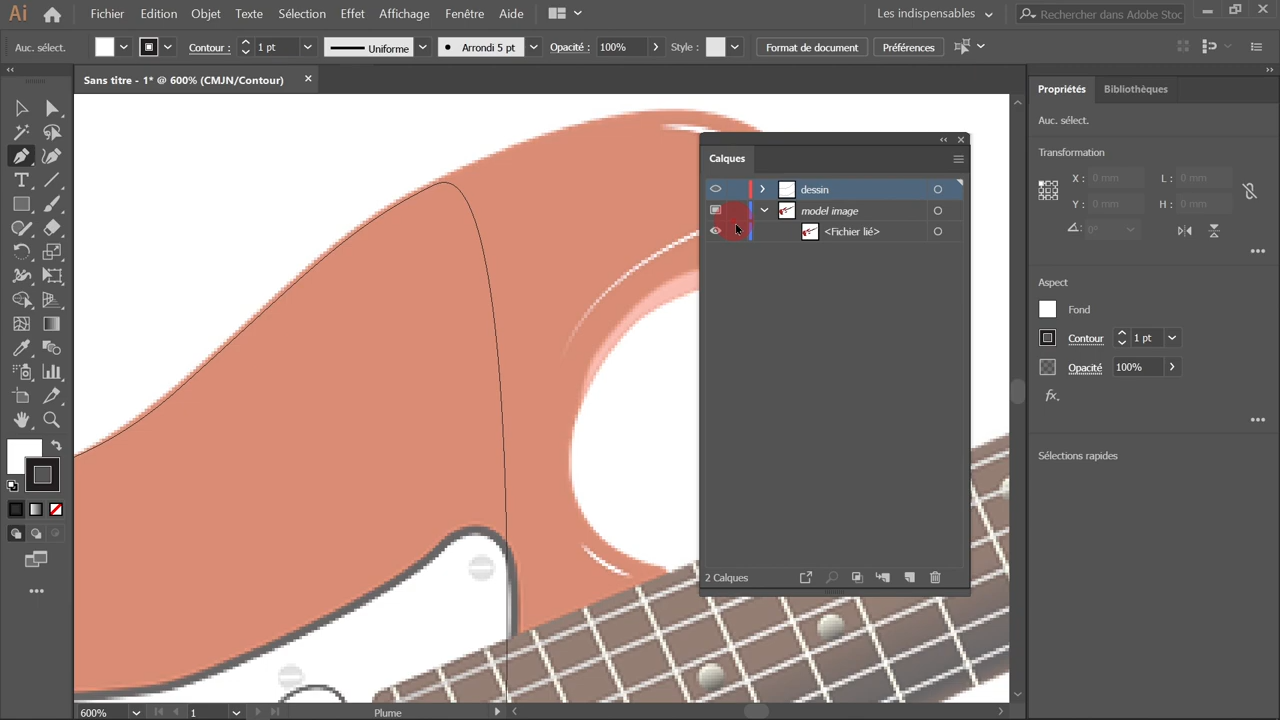 Ai Fichier Edition Objet Texte Sélection Effet Affichage Fenêtre Aide Les indispensables Rechercher dans Adobe Stoc
Auc. sélect. Contour : 1 pt Uniforme Arrondi 5 pt Opacité : 100% Style : Format de document Préférences
Sans titre - 1* @ 600% (CMJN/Contour)
Propriétés Bibliothèques
Auc. sélect.
Transformation
X : 0 mm L : 0 mm
Y : 0 mm H : 0 mm
0°
Aspect
Fond
Contour 1 pt
Opacité 100%
fx.
Sélections rapides
Calques
dessin
model image
<Fichier lié>
2 Calques
600% 1 Plume